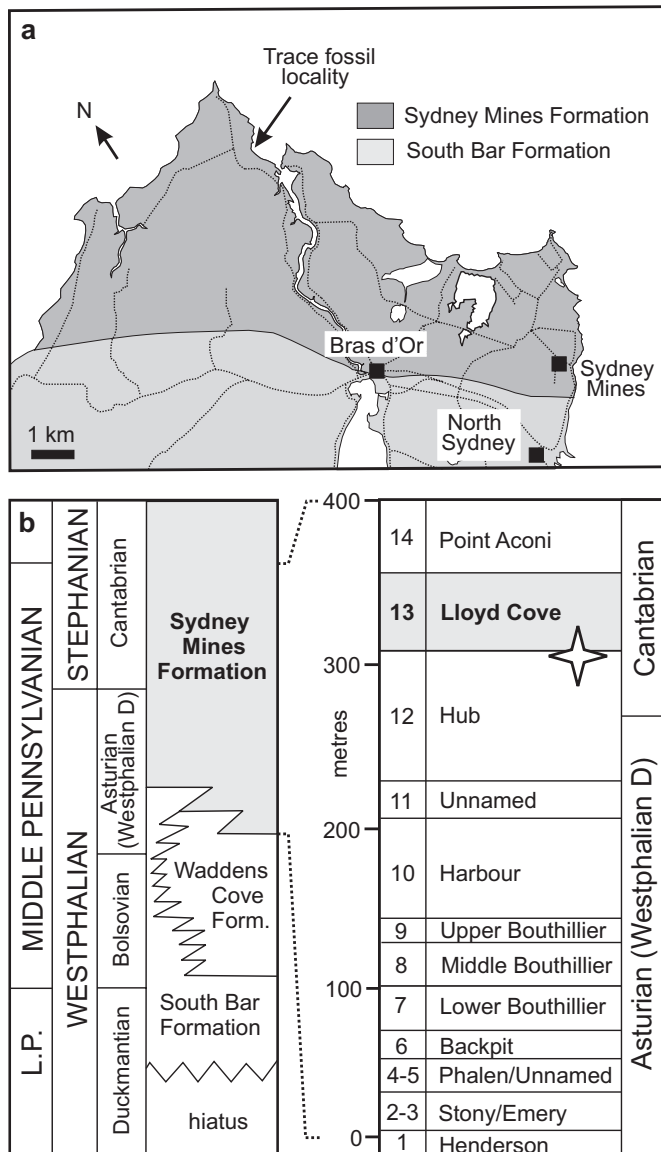 a
Trace fossil
locality
N
Sydney Mines Formation
South Bar Formation
Bras d'Or
Sydney
Mines
North
Sydney
1 km
b
MIDDLE PENNSYLVANIAN
L.P.
STEPHANIAN
WESTPHALIAN
Cantabrian
Asturian
(Westphalian D)
Bolsovian
Duckmantian
Sydney
Mines
Formation
Waddens
Cove
Form.
South Bar
Formation
hiatus
400
300
200
100
0
metres
14 Point Aconi
13 Lloyd Cove
12 Hub
11 Unnamed
10 Harbour
9 Upper Bouthillier
8 Middle Bouthillier
7 Lower Bouthillier
6 Backpit
4-5 Phalen/Unnamed
2-3 Stony/Emery
1 Henderson
Cantabrian
Asturian (Westphalian D)